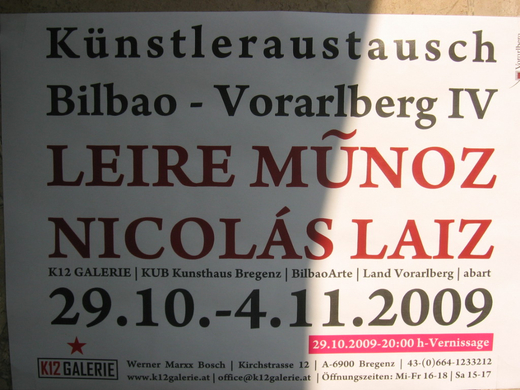 Künstleraustausch
Bilbao - Vorarlberg IV
LEIRE MŨNOZ
NICOLÁS LAIZ
K12 GALERIE | KUB Kunsthaus Bregenz | BilbaoArte | Land Vorarlberg | abart
29.10.-4.11.2009
29.10.2009-20:00 h-Vernissage
K12 GALERIE
Werner Marxx Bosch | Kirchstrasse 12 | A-6900 Bregenz | 43-(0)664-1233212
www.k12galerie.at | office@k12galerie.at | Öffnungszeiten: Mi-Fr 16-18 | Sa 15-17
Vorarlberg